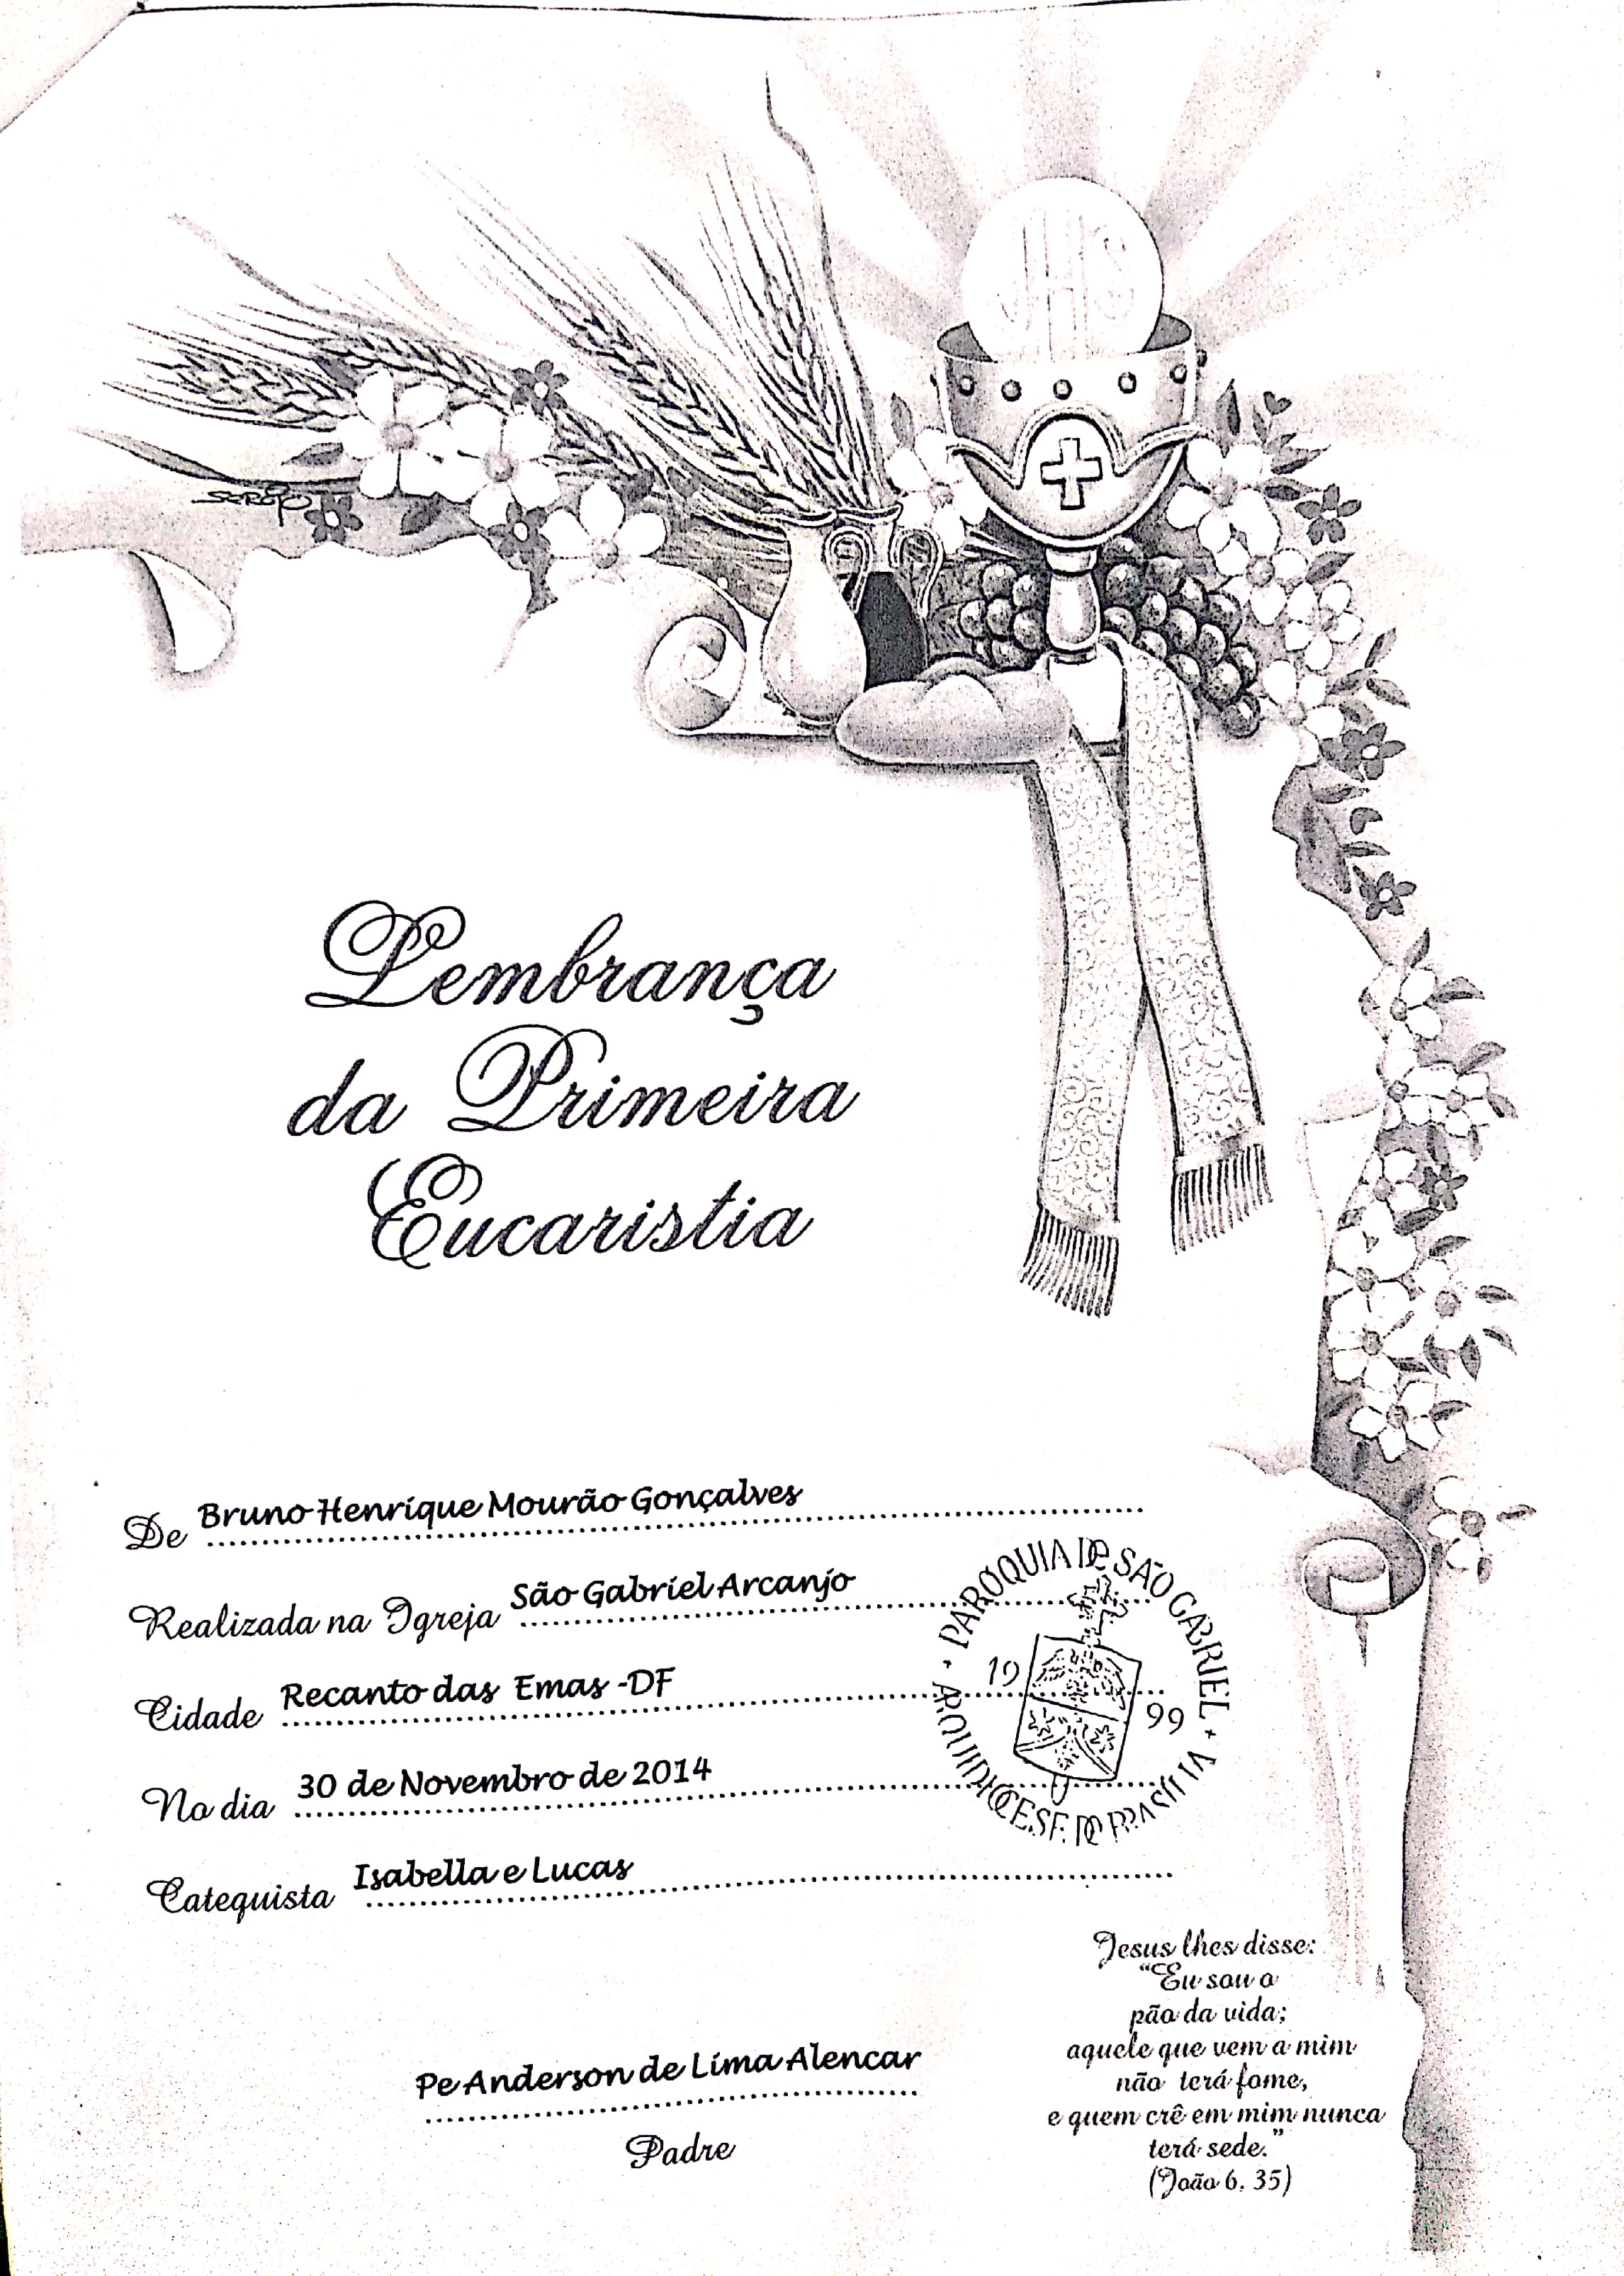 JHS
SERGIO
Lembrança
da Primeira
Eucaristia
De Bruno Henrique Mourão Gonçalves
Realizada na Igreja São Gabriel Arcanjo
Cidade Recanto das Emas -DF
No dia 30 de Novembro de 2014
Catequista Isabella e Lucas
PARÓQUIA DE SÃO GABRIEL
ARQUIDIOCESE DE BRASÍLIA
19
99
Pe Anderson de Lima Alencar
Padre
Jesus lhes disse:
"Eu sou o
pão da vida;
aquele que vem a mim
não terá fome,
e quem crê em mim nunca
terá sede."
(João 6, 35)